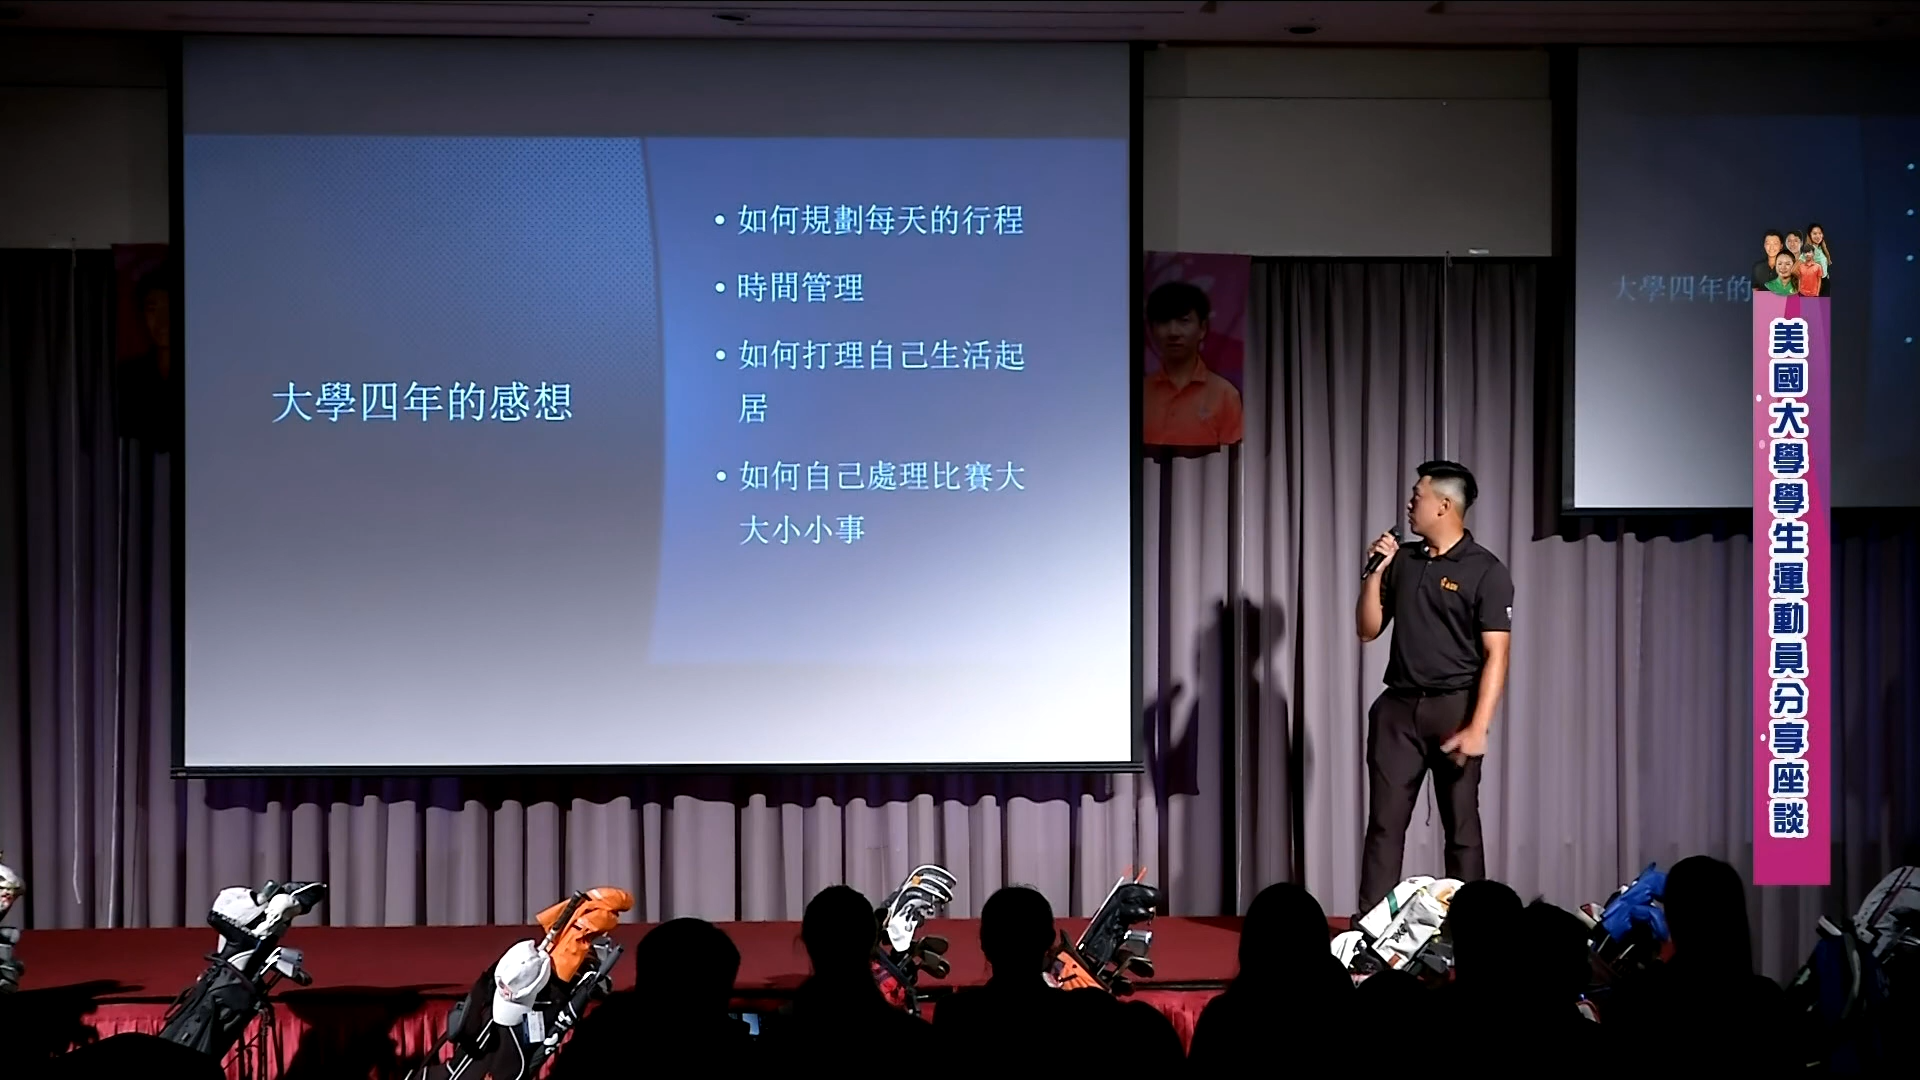 大學四年的感想
• 如何規劃每天的行程
• 時間管理
• 如何打理自己生活起
居
• 如何自己處理比賽大
大小小事
大學四年的
美國大學學生運動員分享座談